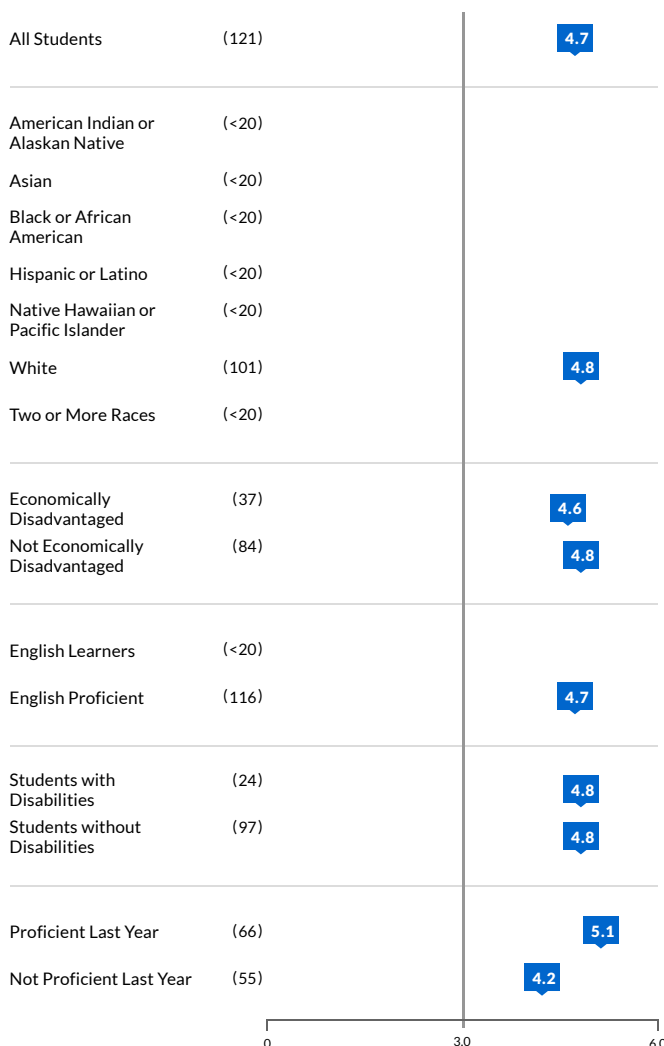 All Students (121) 4.7
American Indian or (<20)
Alaskan Native
Asian (<20)
Black or African (<20)
American
Hispanic or Latino (<20)
Native Hawaiian or (<20)
Pacific Islander
White (101) 4.8
Two or More Races (<20)
Economically (37) 4.6
Disadvantaged
Not Economically (84) 4.8
Disadvantaged
English Learners (<20)
English Proficient (116) 4.7
Students with (24) 4.8
Disabilities
Students without (97) 4.8
Disabilities
Proficient Last Year (66) 5.1
Not Proficient Last Year (55) 4.2
0 3.0 6.0